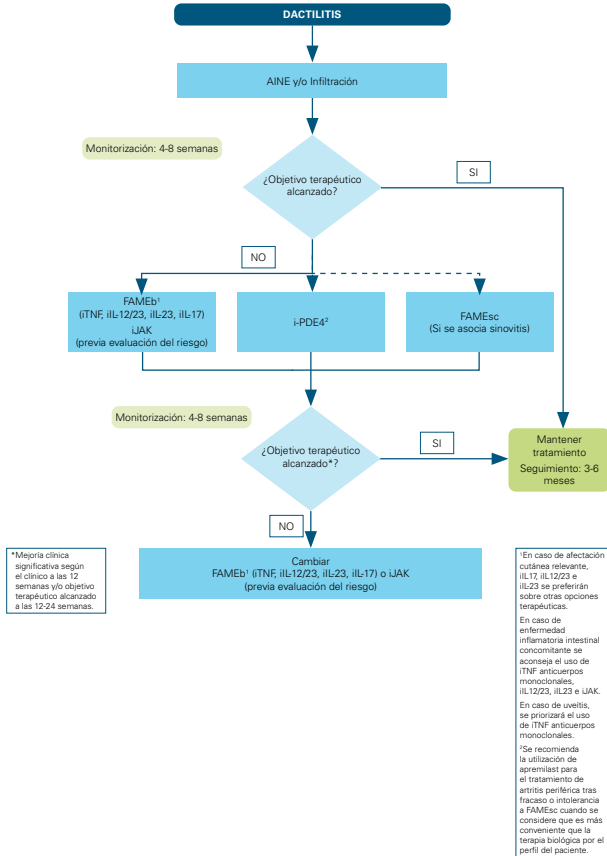 DACTILITIS
AINE y/o Infiltración
Monitorización: 4-8 semanas
¿Objetivo terapéutico
alcanzado?
SI
NO
FAMEb¹
(iTNF, iIL-12/23, iIL-23, iIL-17)
iJAK
(previa evaluación del riesgo)
i-PDE4²
FAMEsc
(Si se asocia sinovitis)
Monitorización: 4-8 semanas
¿Objetivo terapéutico
alcanzado*?
SI
Mantener
tratamiento
Seguimiento: 3-6
meses
NO
Cambiar
FAMEb¹ (iTNF, iIL-12/23, iIL-23, iIL-17) o iJAK
(previa evaluación del riesgo)
*Mejoría clínica
significativa según
el clínico a las 12
semanas y/o objetivo
terapéutico alcanzado
a las 12-24 semanas.
¹En caso de afectación
cutánea relevante,
iIL17, iIL12/23 e
iIL-23 se preferirán
sobre otras opciones
terapéuticas.
En caso de
enfermedad
inflamatoria intestinal
concomitante se
aconseja el uso de
iTNF anticuerpos
monoclonales,
iIL12/23, iIL23 e iJAK.
En caso de uveítis,
se priorizará el uso
de iTNF anticuerpos
monoclonales.
²Se recomienda
la utilización de
apremilast para
el tratamiento de
artritis periférica tras
fracaso o intolerancia
a FAMEsc cuando se
considere que es más
conveniente que la
terapia biológica por el
perfil del paciente.